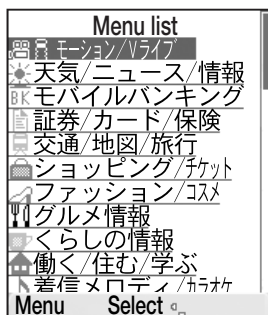 Menu list
モーション/Vライブ
天気/ニュース/情報
BKモバイルバンキング
証券/カード/保険
交通/地図/旅行
ショッピング/チケット
ファッション/コスメ
グルメ情報
くらしの情報
働く/住む/学ぶ
着信メロディ/カラオケ
Menu Select